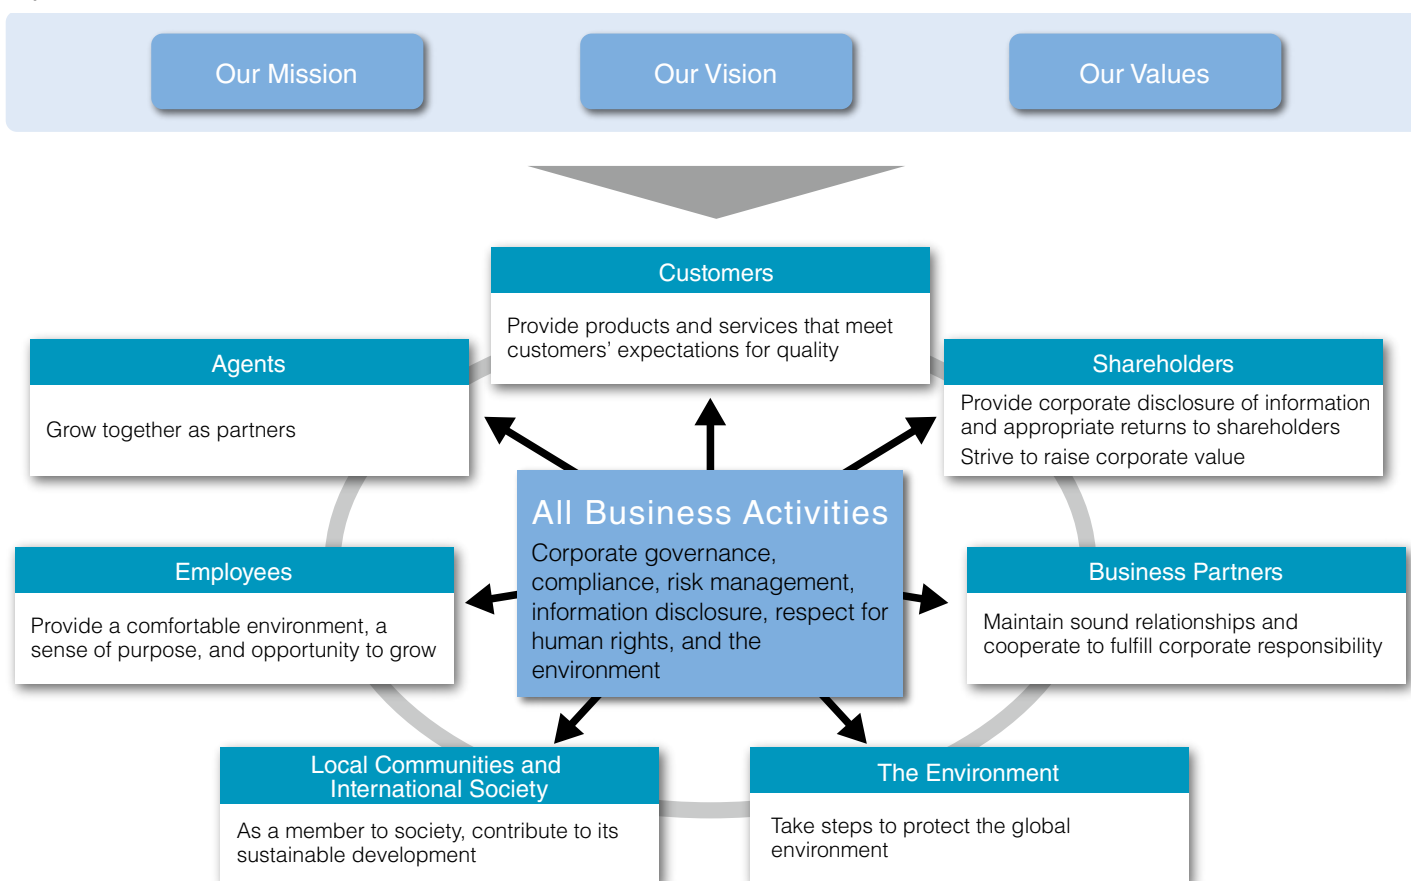 Our Mission
Our Vision
Our Values
Customers
Provide products and services that meet
customers’ expectations for quality
Agents
Grow together as partners
Shareholders
Provide corporate disclosure of information
and appropriate returns to shareholders
Strive to raise corporate value
All Business Activities
Corporate governance,
compliance, risk management,
information disclosure, respect for
human rights, and the
environment
Employees
Provide a comfortable environment, a
sense of purpose, and opportunity to grow
Business Partners
Maintain sound relationships and
cooperate to fulfill corporate responsibility
Local Communities and
International Society
As a member to society, contribute to its
sustainable development
The Environment
Take steps to protect the global
environment